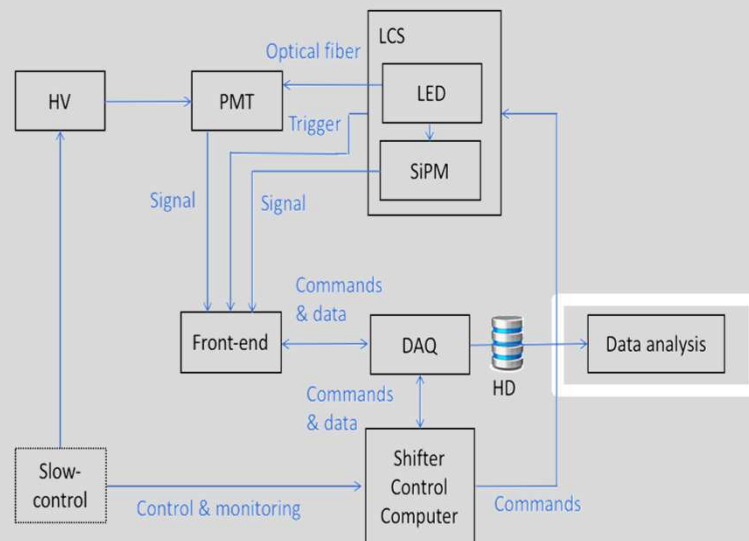 LCS
Optical fiber
LED
HV
PMT
Trigger
SiPM
Signal
Signal
Commands
& data
Front-end
DAQ
HD
Data analysis
Commands
& data
Slow-
control
Control & monitoring
Shifter
Control
Computer
Commands